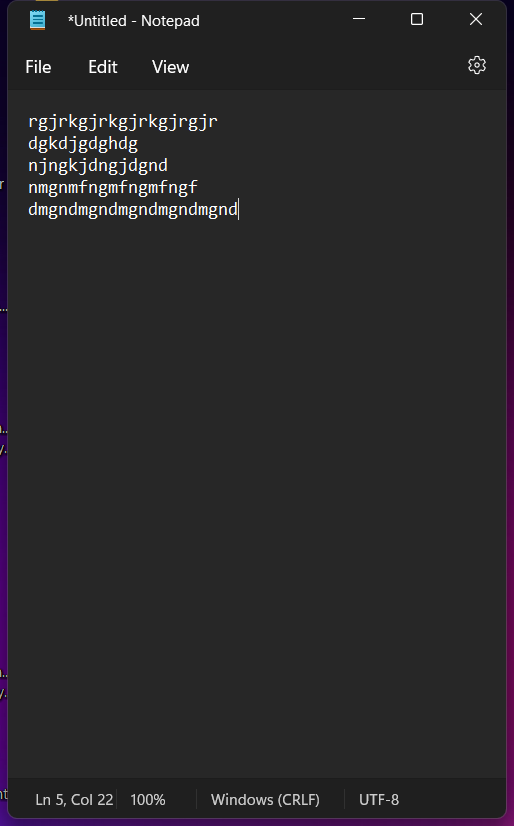 *Untitled - Notepad
File Edit View
rgjrkgjrkgjrkgjrgjr
dgkdjgdghdg
njngkjdngjdgnd
nmgnmfngmfngmfngf
dmgndmgndmgndmgndmgnd
Ln 5, Col 22 100% Windows (CRLF) UTF-8